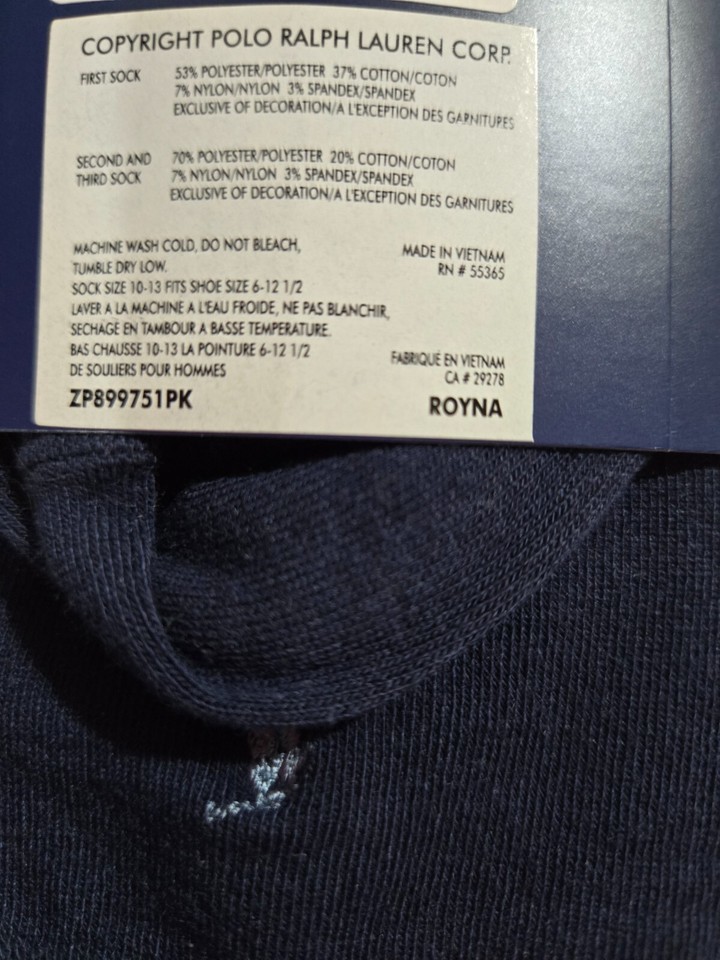 COPYRIGHT POLO RALPH LAUREN CORP.
FIRST SOCK 53% POLYESTER/POLYESTER 37% COTTON/COTON
7% NYLON/NYLON 3% SPANDEX/SPANDEX
EXCLUSIVE OF DECORATION/A L'EXCEPTION DES GARNITURES
SECOND AND 70% POLYESTER/POLYESTER 20% COTTON/COTON
THIRD SOCK 7% NYLON/NYLON 3% SPANDEX/SPANDEX
EXCLUSIVE OF DECORATION/A L'EXCEPTION DES GARNITURES
MACHINE WASH COLD, DO NOT BLEACH,
TUMBLE DRY LOW.
SOCK SIZE 10-13 FITS SHOE SIZE 6-12 1/2
MADE IN VIETNAM
RN # 55365
LAVER A LA MACHINE A L'EAU FROIDE, NE PAS BLANCHIR,
SECHAGE EN TAMBOUR A BASSE TEMPERATURE.
BAS CHAUSSE 10-13 LA POINTURE 6-12 1/2
DE SOULIERS POUR HOMMES
FABRIQUE EN VIETNAM
CA # 29278
ZP899751PK
ROYNA